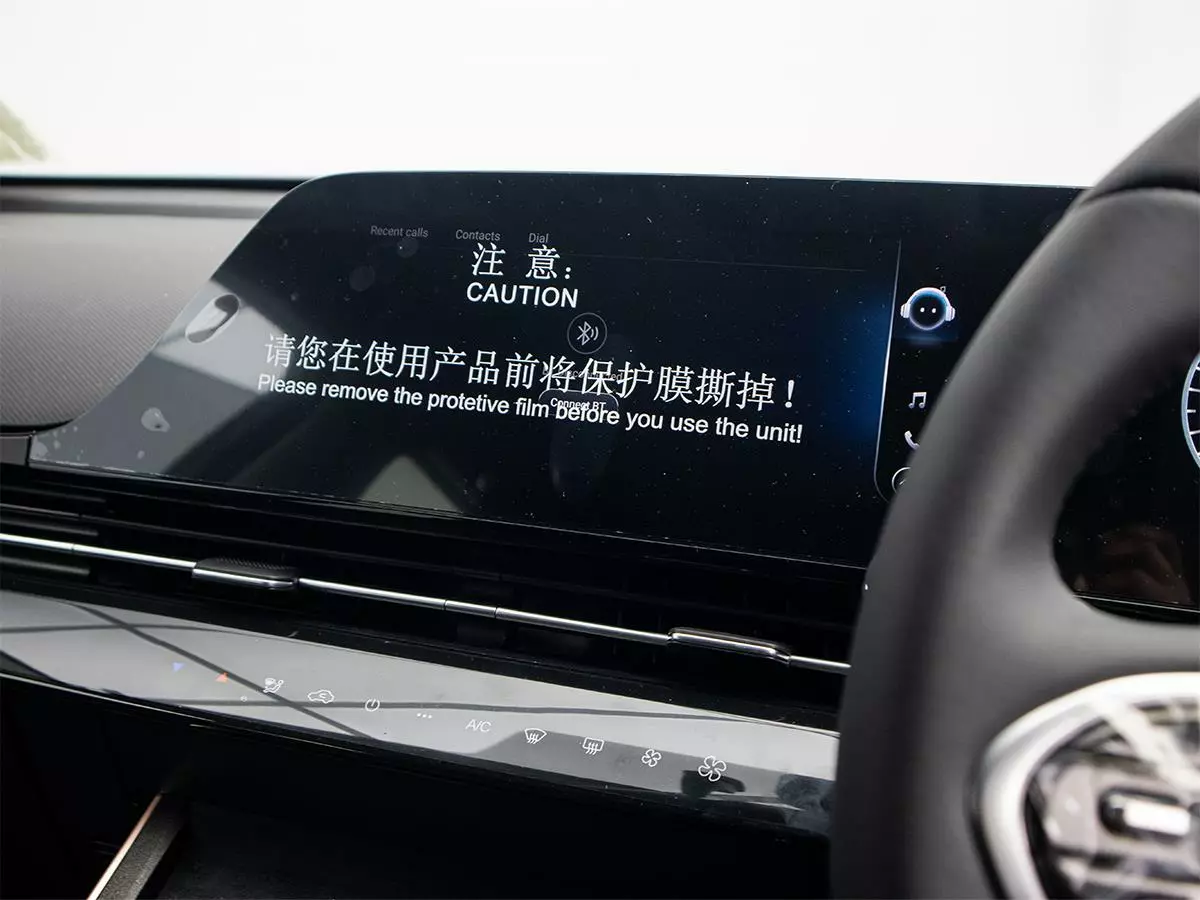 Recent calls Contacts Dial
注 意：
CAUTION
请您在使用产品前将保护膜撕掉！
Please remove the protetive film before you use the unit!
Connect BT
A/C